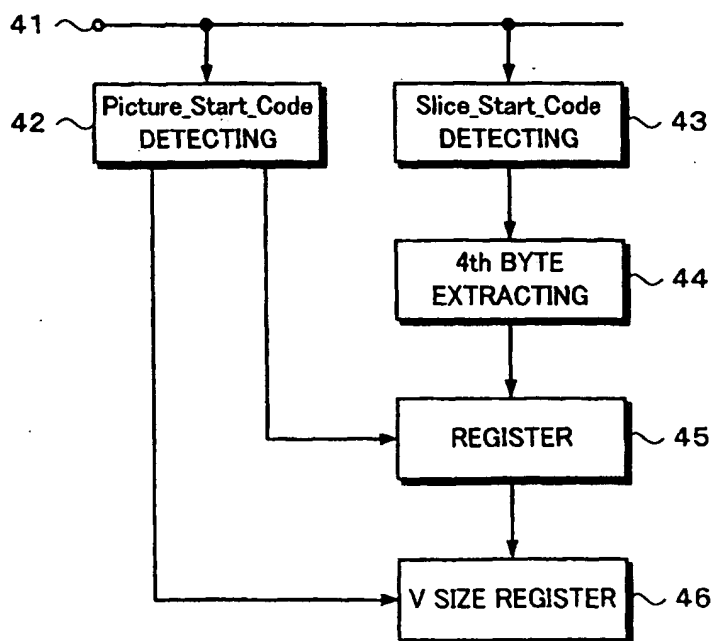 41
42
Picture_Start_Code
DETECTING
Slice_Start_Code
DETECTING
43
4th BYTE
EXTRACTING
44
REGISTER
45
V SIZE REGISTER
46